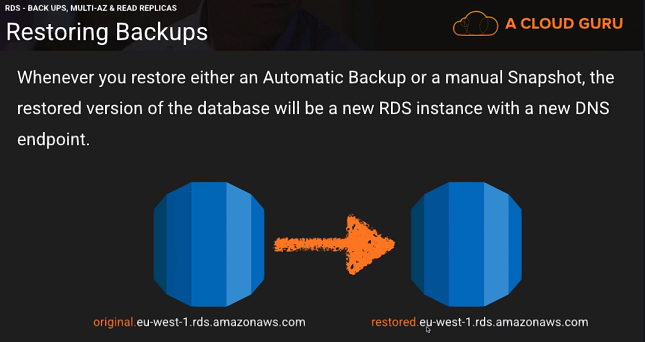 RDS - BACK UPS, MULTI-AZ & READ REPLICAS
Restoring Backups
A CLOUD GURU
Whenever you restore either an Automatic Backup or a manual Snapshot, the
restored version of the database will be a new RDS instance with a new DNS
endpoint.
original.eu-west-1.rds.amazonaws.com
restored.eu-west-1.rds.amazonaws.com